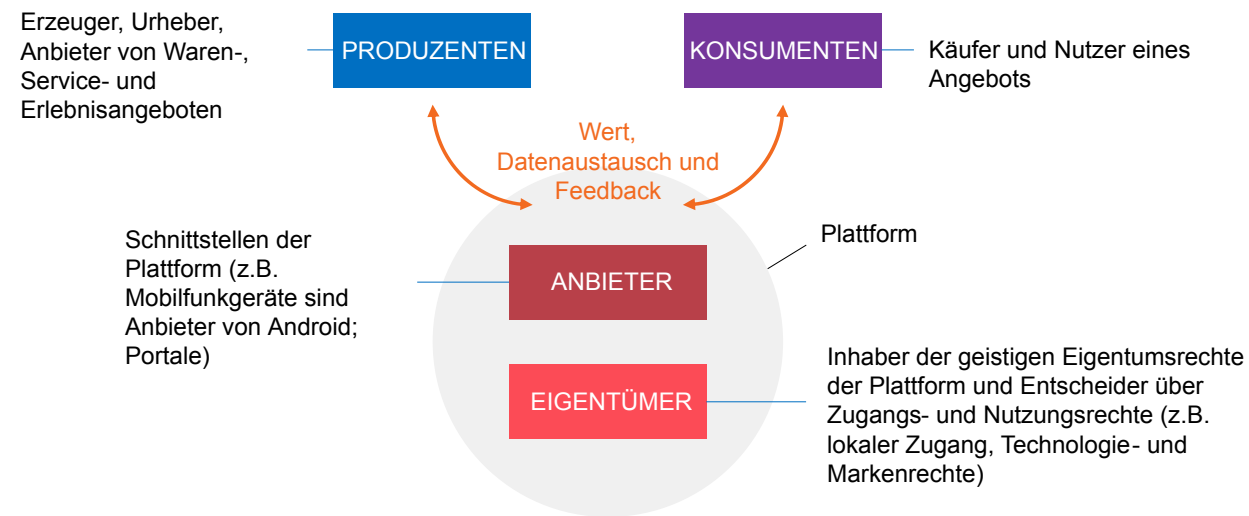 Erzeuger, Urheber,
Anbieter von Waren-,
Service- und
Erlebnisangeboten
PRODUZENTEN
KONSUMENTEN
Käufer und Nutzer eines
Angebots
Wert,
Datenaustausch und
Feedback
Schnittstellen der
Plattform (z.B.
Mobilfunkgeräte sind
Anbieter von Android;
Portale)
ANBIETER
Plattform
EIGENTÜMER
Inhaber der geistigen Eigentumsrechte
der Plattform und Entscheider über
Zugangs- und Nutzungsrechte (z.B.
lokaler Zugang, Technologie- und
Markenrechte)